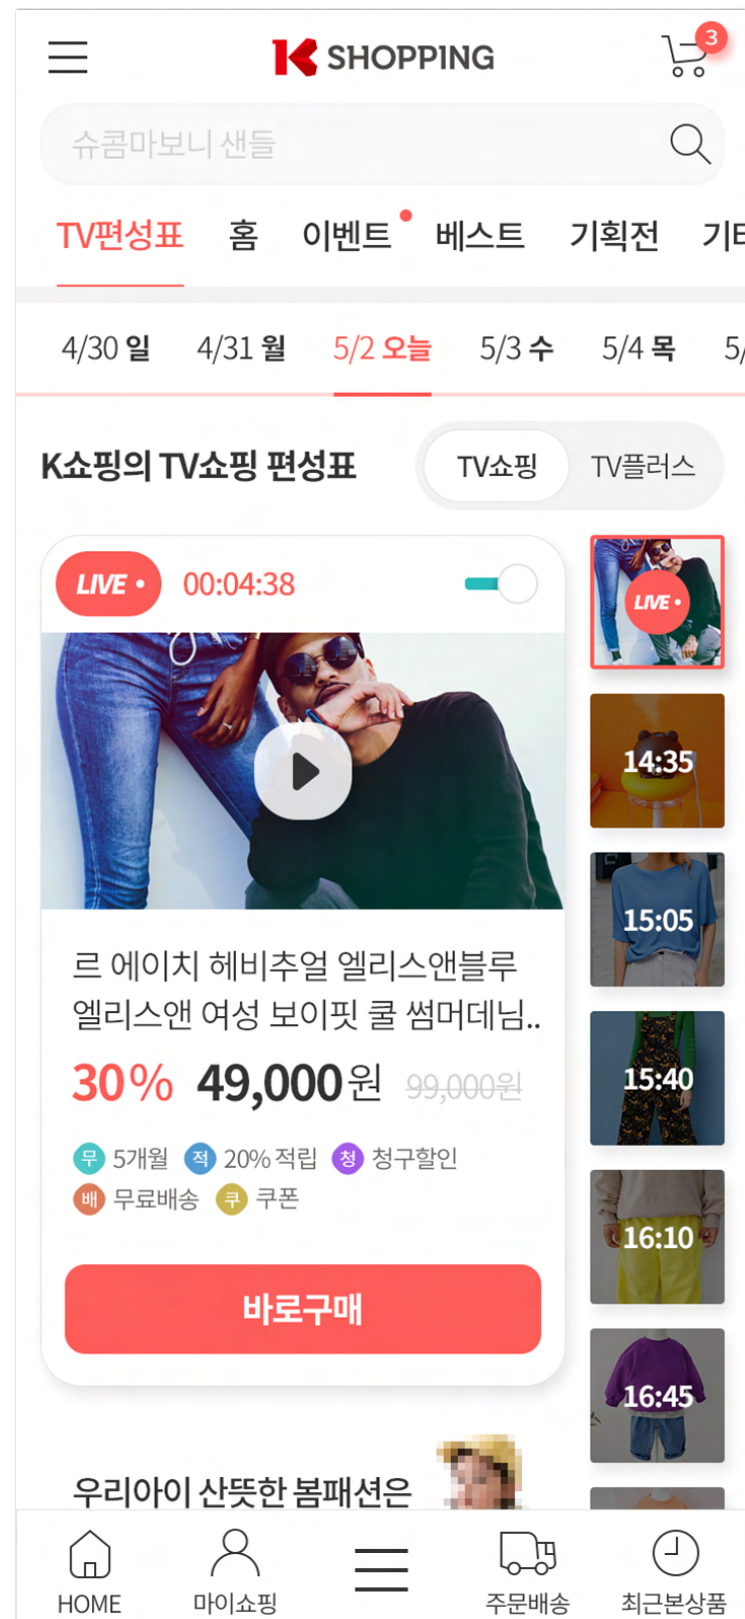 K SHOPPING
3
슈콤마보니 샌들
TV편성표 홈 이벤트 베스트 기획전
4/30 일 4/31 월 5/2 오늘 5/3 수 5/4 목 5/
K쇼핑의 TV쇼핑 편성표
TV쇼핑 TV플러스
LIVE 00:04:38
LIVE
14:35
15:05
15:40
16:10
16:45
르 에이치 헤비추얼 엘리스앤블루
엘리스앤 여성 보이핏 쿨 썸머데님..
30% 49,000원 99,000원
무 5개월 적 20% 적립 청 청구할인
배 무료배송 쿠 쿠폰
바로구매
우리아이 산뜻한 봄패션은
HOME 마이쇼핑 주문배송 최근본상품